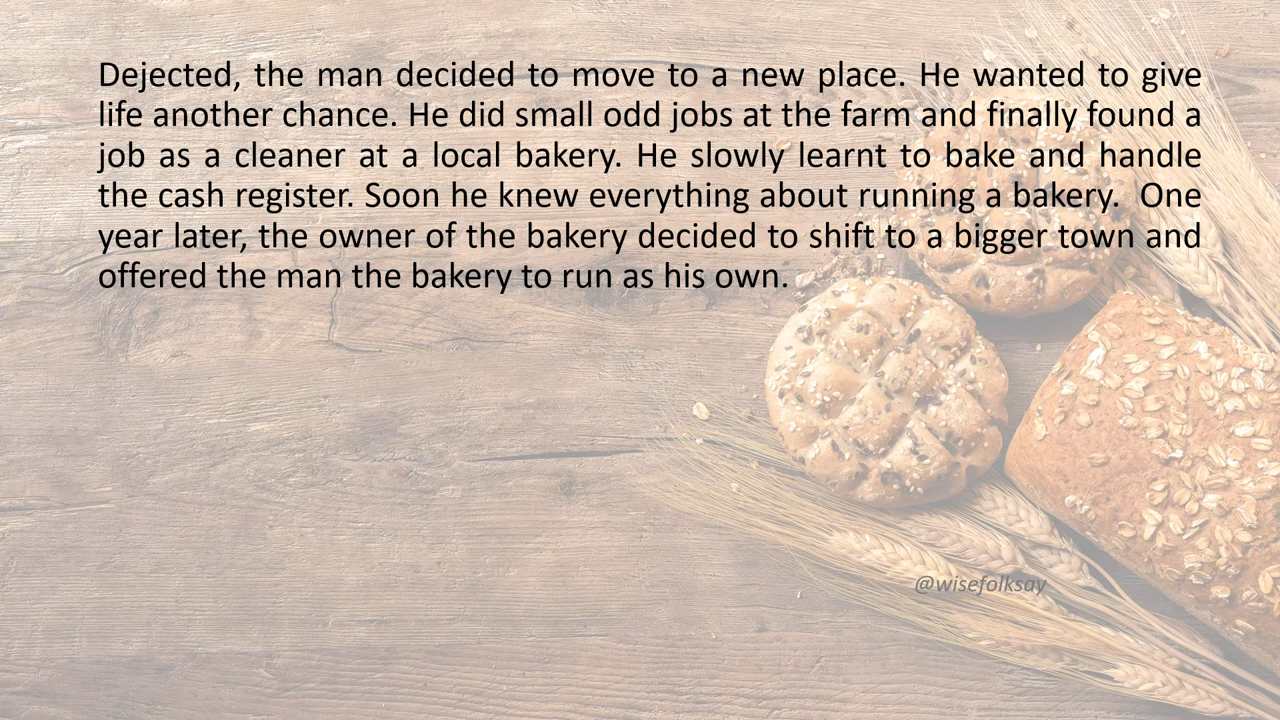 Dejected, the man decided to move to a new place. He wanted to give
life another chance. He did small odd jobs at the farm and finally found a
job as a cleaner at a local bakery. He slowly learnt to bake and handle
the cash register. Soon he knew everything about running a bakery.  One
year later, the owner of the bakery decided to shift to a bigger town and
offered the man the bakery to run as his own.
@wisefolksay